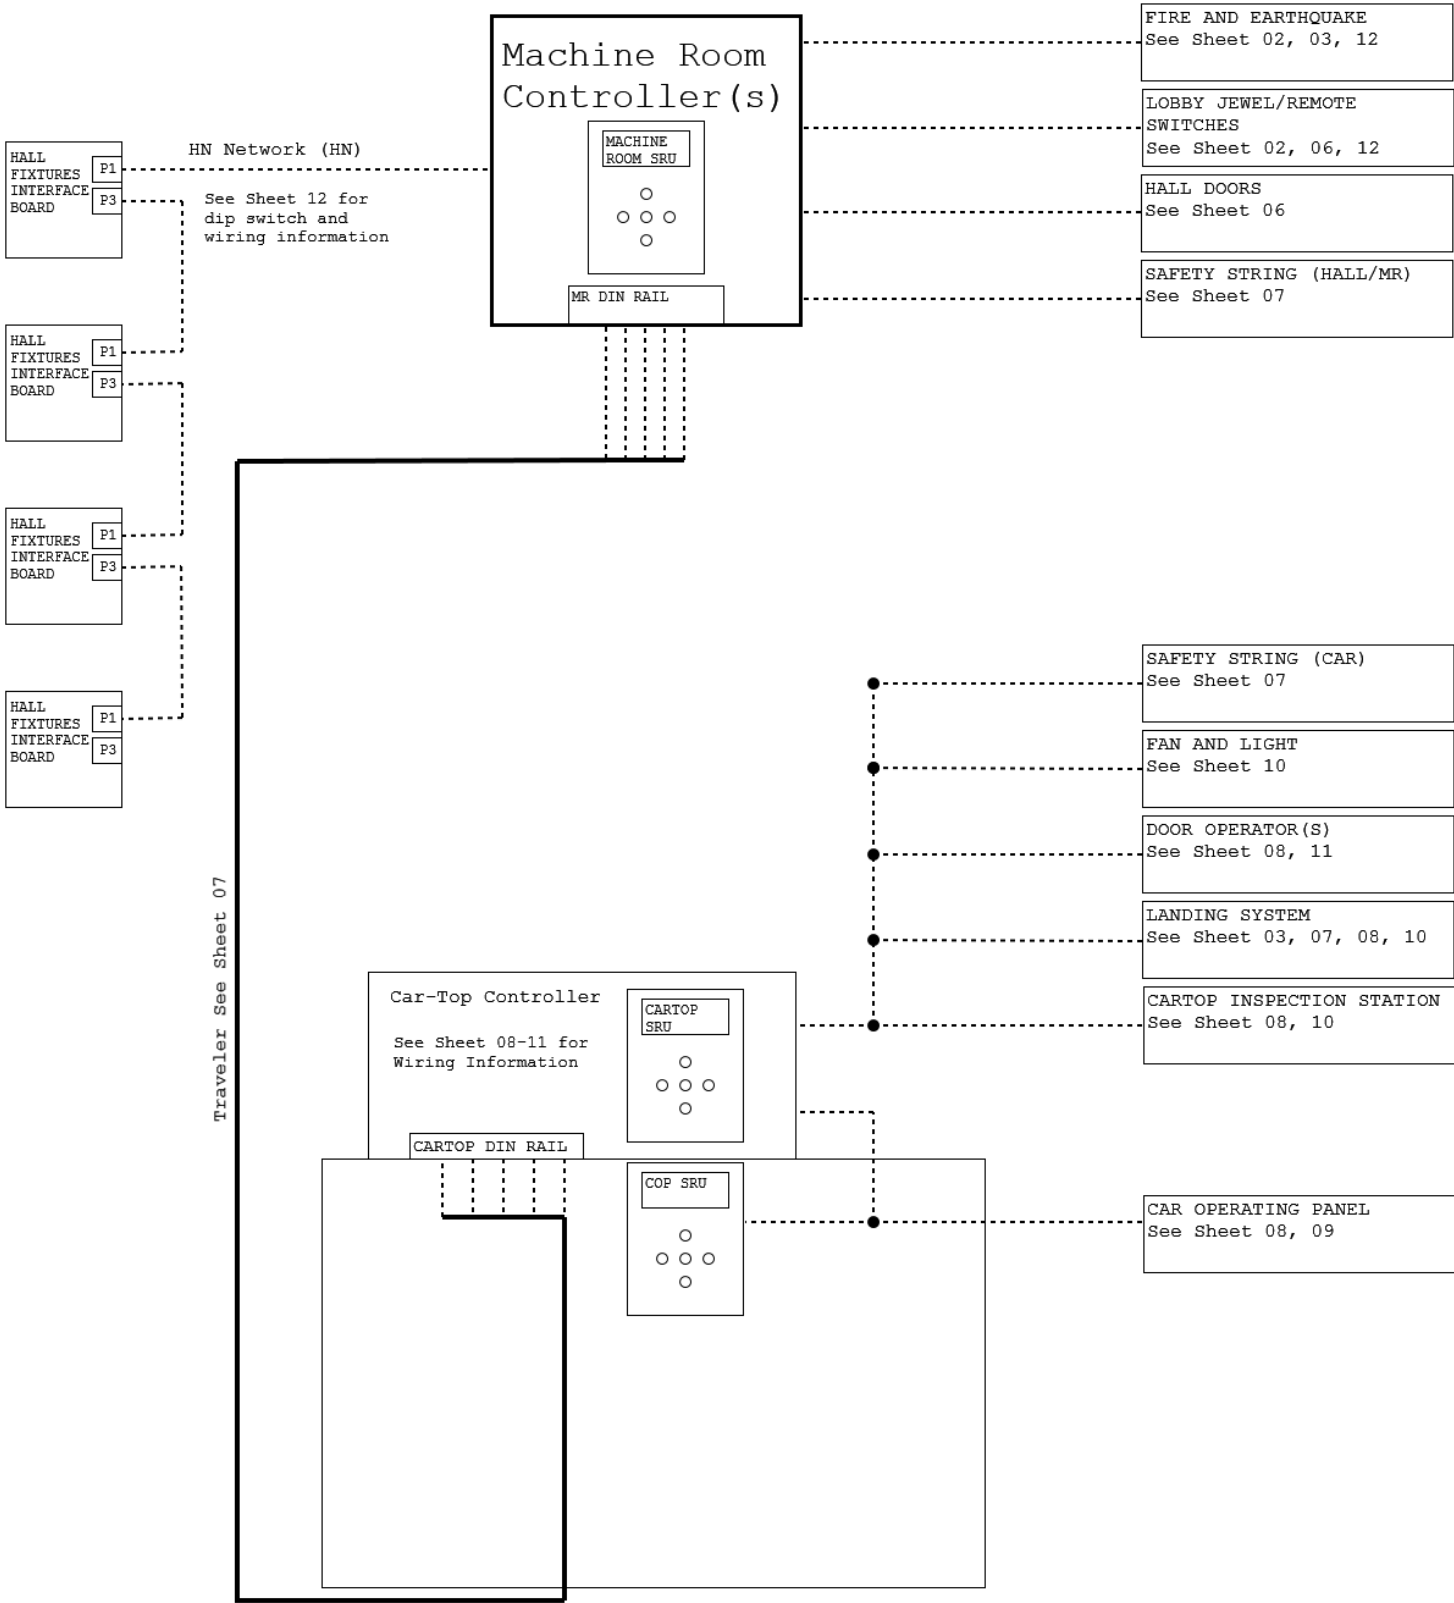 Machine Room
Controller(s)
MACHINE
ROOM SRU
MR DIN RAIL
FIRE AND EARTHQUAKE
See Sheet 02, 03, 12
LOBBY JEWEL/REMOTE
SWITCHES
See Sheet 02, 06, 12
HALL DOORS
See Sheet 06
SAFETY STRING (HALL/MR)
See Sheet 07
HN Network (HN)
See Sheet 12 for
dip switch and
wiring information
HALL
FIXTURES
INTERFACE
BOARD
P1
P3
HALL
FIXTURES
INTERFACE
BOARD
P1
P3
HALL
FIXTURES
INTERFACE
BOARD
P1
P3
HALL
FIXTURES
INTERFACE
BOARD
P1
P3
Traveler See Sheet 07
SAFETY STRING (CAR)
See Sheet 07
FAN AND LIGHT
See Sheet 10
DOOR OPERATOR(S)
See Sheet 08, 11
LANDING SYSTEM
See Sheet 03, 07, 08, 10
CARTOP INSPECTION STATION
See Sheet 08, 10
Car-Top Controller
See Sheet 08-11 for
Wiring Information
CARTOP
SRU
CARTOP DIN RAIL
COP SRU
CAR OPERATING PANEL
See Sheet 08, 09